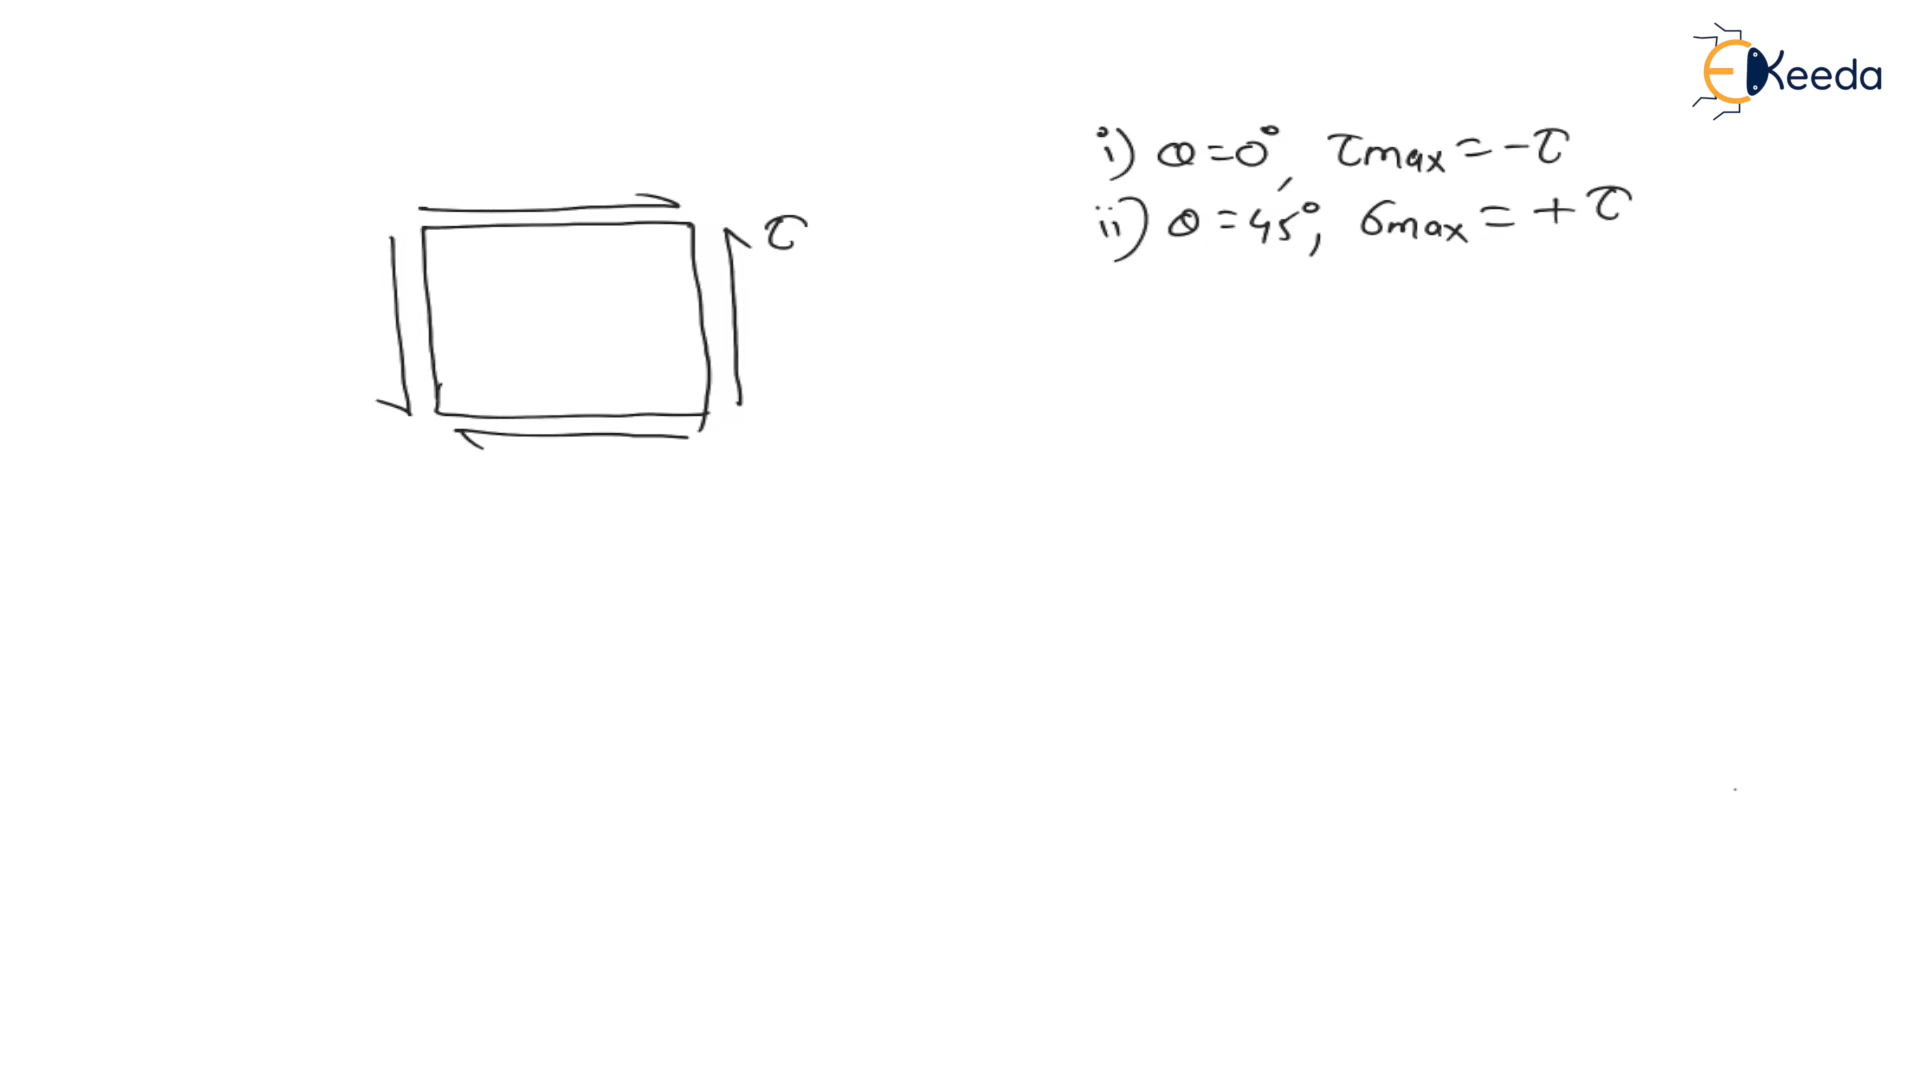 EKeeda
i) θ=0°, τmax = -τ
ii) θ = 45°, σmax = + τ
τ